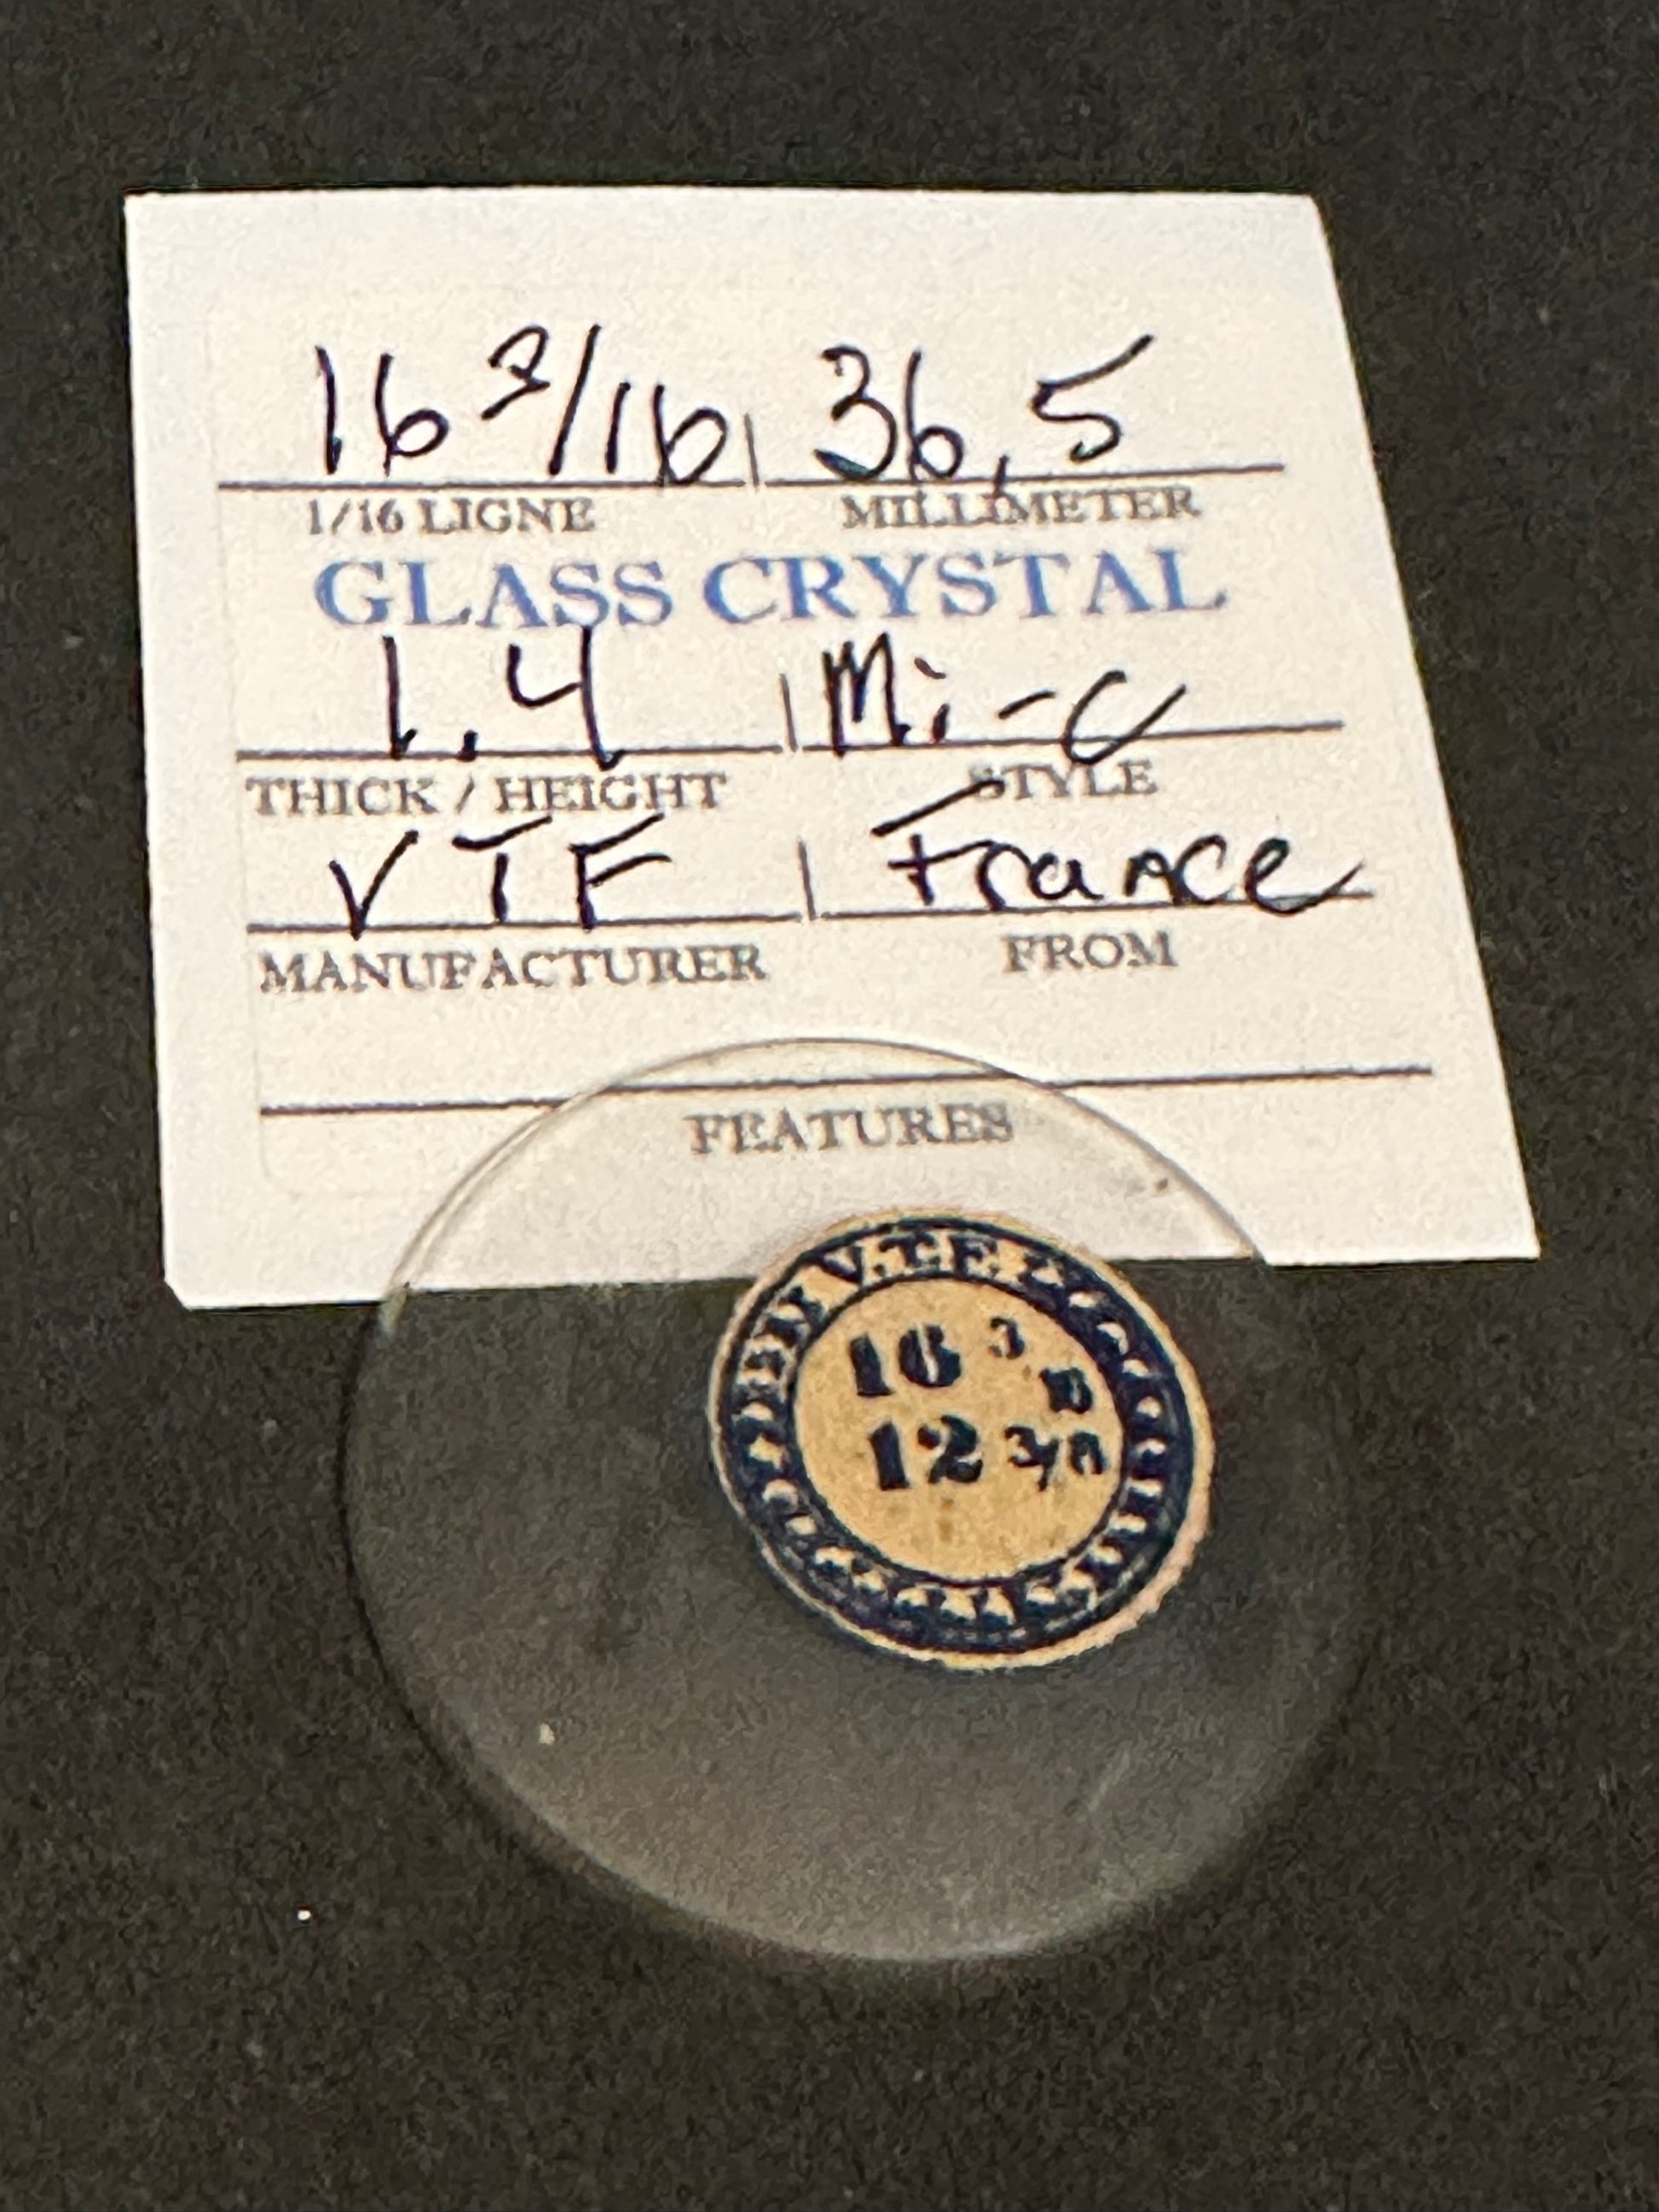 16 3/16 36.5
1/16 LIGNE MILLIMETER
GLASS CRYSTAL
1.4 Mi-C
THICK / HEIGHT STYLE
VTF France
MANUFACTURER FROM
FEATURES
V.T.F.
16 3 16
12 3/8